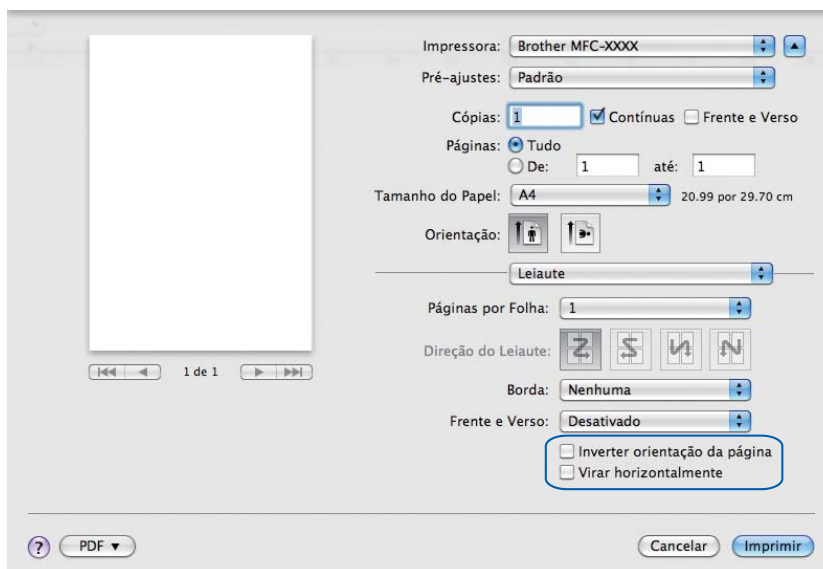 Impressora: Brother MFC-XXXX
Pré-ajustes: Padrão
Cópias: 1 Contínuas Frente e Verso
Páginas: Tudo
De: 1 até: 1
Tamanho do Papel: A4 20.99 por 29.70 cm
Orientação:
Leiaute
Páginas por Folha: 1
Direção do Leiaute:
1 de 1
Borda: Nenhuma
Frente e Verso: Desativado
Inverter orientação da página
Virar horizontalmente
? PDF Cancelar Imprimir